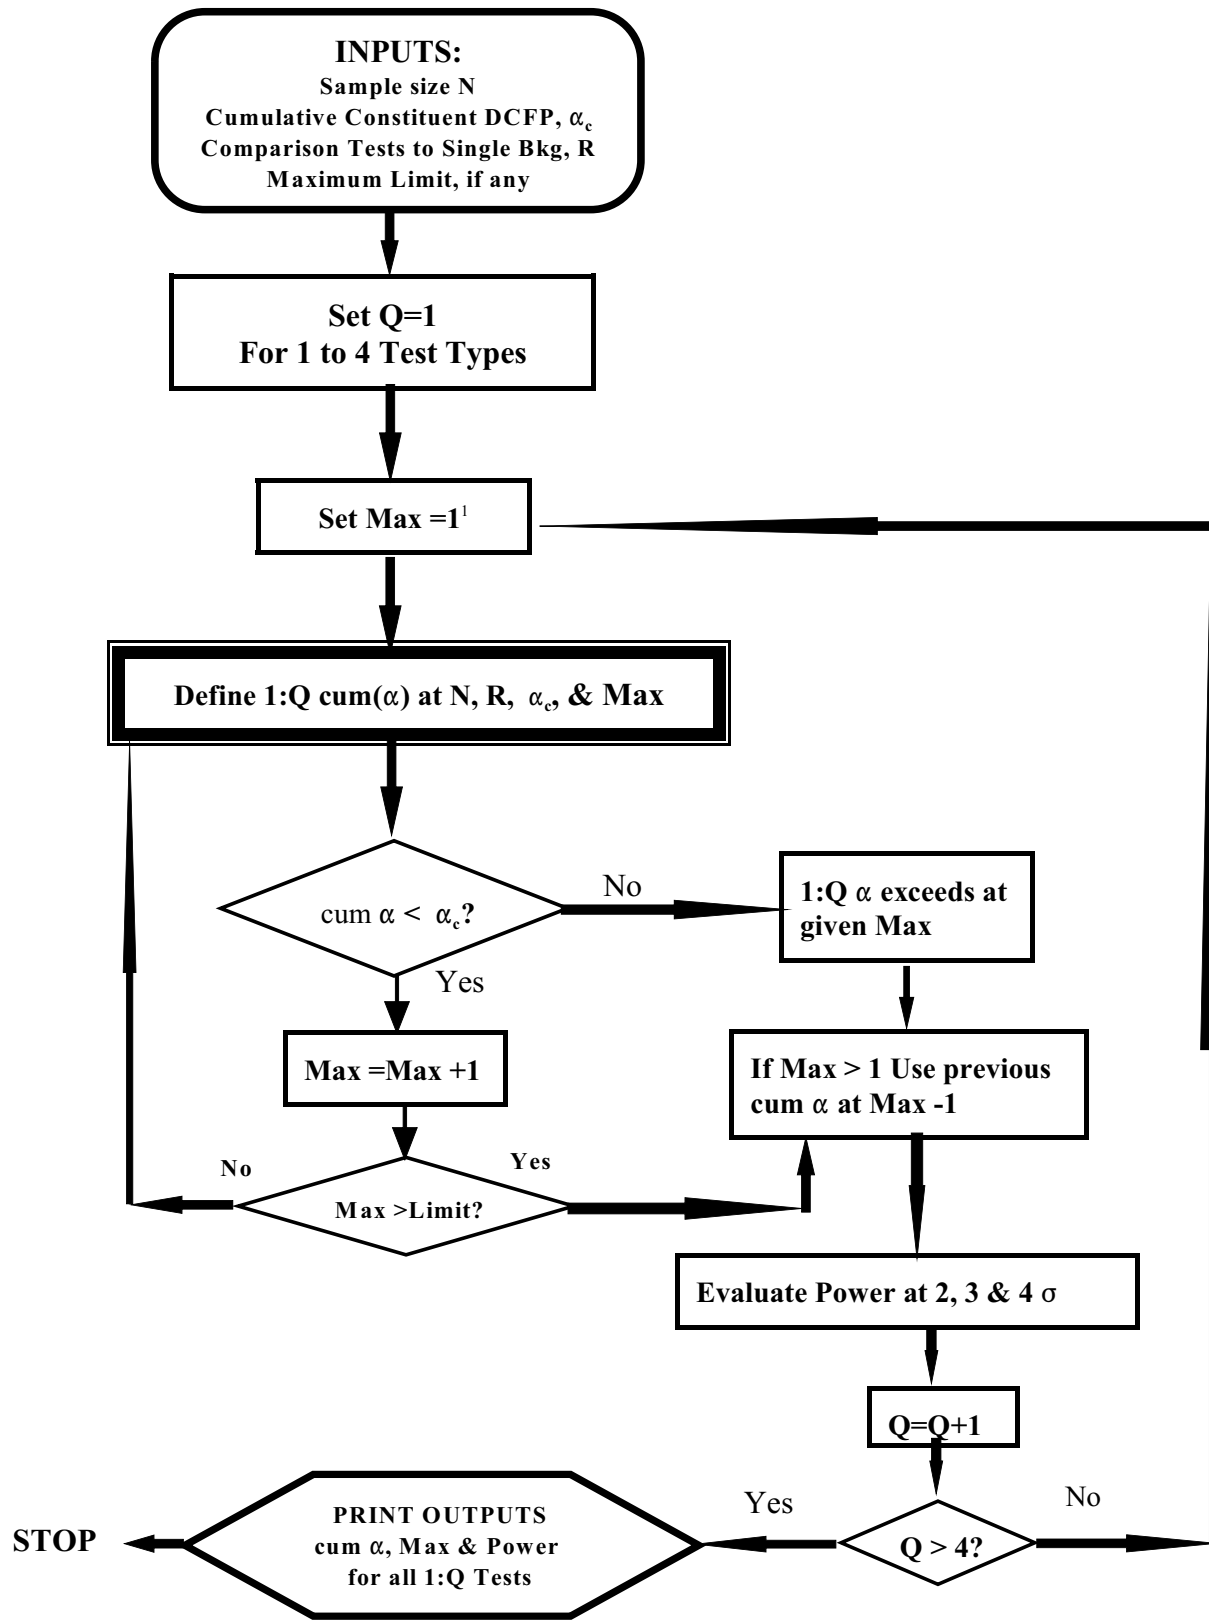 INPUTS:
Sample size N
Cumulative Constituent DCFP, αc
Comparison Tests to Single Bkg, R
Maximum Limit, if any
Set Q=1
For 1 to 4 Test Types
Set Max =1¹
Define 1:Q cum(α) at N, R, αc, & Max
cum α < αc?
No
1:Q α exceeds at
given Max
Yes
Max =Max +1
If Max > 1 Use previous
cum α at Max -1
No
Yes
Max >Limit?
Evaluate Power at 2, 3 & 4 σ
Q=Q+1
Q > 4?
Yes
No
PRINT OUTPUTS
cum α, Max & Power
for all 1:Q Tests
STOP